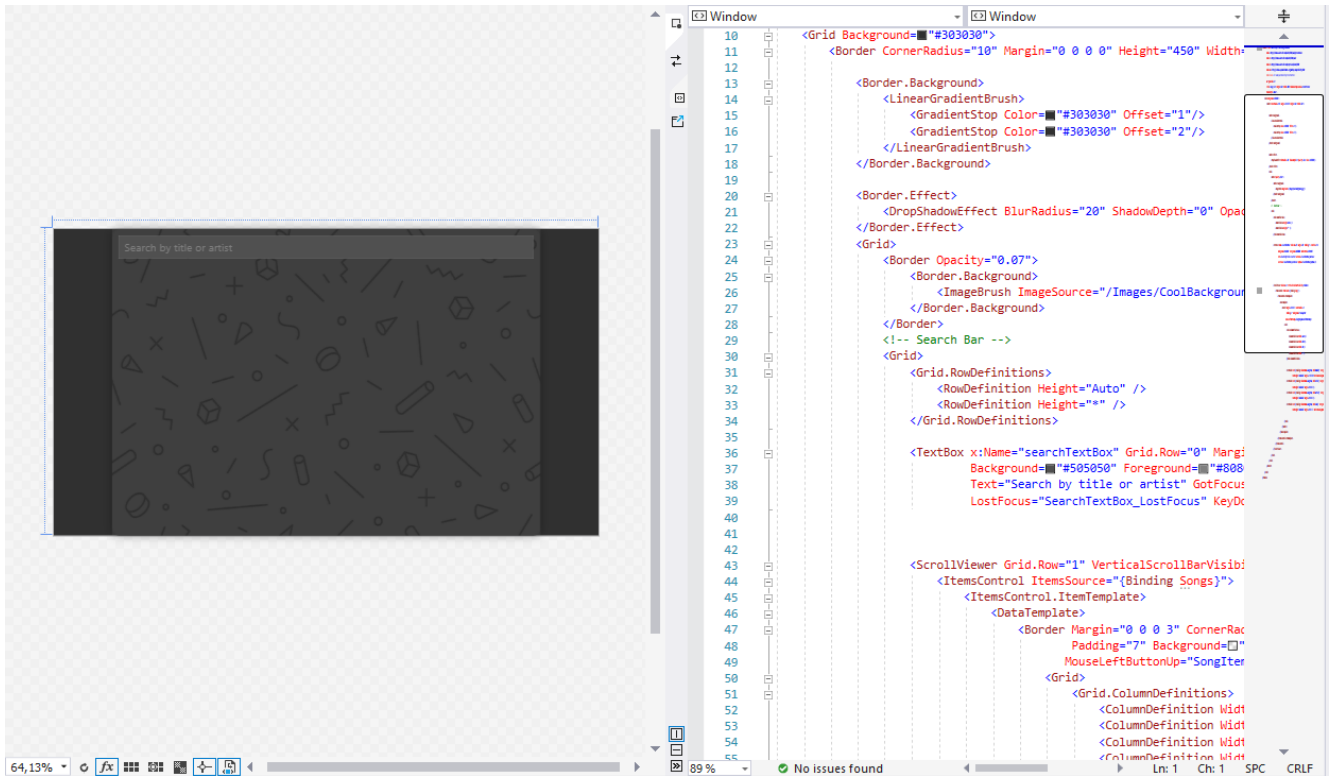 Search by title or artist
64,13%
fx
Window
Window
10 <Grid Background="#303030">
11 <Border CornerRadius="10" Margin="0 0 0 0" Height="450" Width=
12
13 <Border.Background>
14 <LinearGradientBrush>
15 <GradientStop Color="#303030" Offset="1"/>
16 <GradientStop Color="#303030" Offset="2"/>
17 </LinearGradientBrush>
18 </Border.Background>
19
20 <Border.Effect>
21 <DropShadowEffect BlurRadius="20" ShadowDepth="0" Opac
22 </Border.Effect>
23 <Grid>
24 <Border Opacity="0.07">
25 <Border.Background>
26 <ImageBrush ImageSource="/Images/CoolBackgroun
27 </Border.Background>
28 </Border>
29 <!-- Search Bar -->
30 <Grid>
31 <Grid.RowDefinitions>
32 <RowDefinition Height="Auto" />
33 <RowDefinition Height="*" />
34 </Grid.RowDefinitions>
35
36 <TextBox x:Name="searchTextBox" Grid.Row="0" Margi
37 Background="#505050" Foreground="#808
38 Text="Search by title or artist" GotFocus
39 LostFocus="SearchTextBox_LostFocus" KeyDo
40
41
42
43 <ScrollViewer Grid.Row="1" VerticalScrollBarVisibi
44 <ItemsControl ItemsSource="{Binding Songs}">
45 <ItemsControl.ItemTemplate>
46 <DataTemplate>
47 <Border Margin="0 0 0 3" CornerRad
48 Padding="7" Background="
49 MouseLeftButtonUp="SongIter
50 <Grid>
51 <Grid.ColumnDefinitions>
52 <ColumnDefinition Widt
53 <ColumnDefinition Widt
54 <ColumnDefinition Widt
55 <ColumnDefinition Widt
89 %
No issues found
Ln: 1 Ch: 1 SPC CRLF